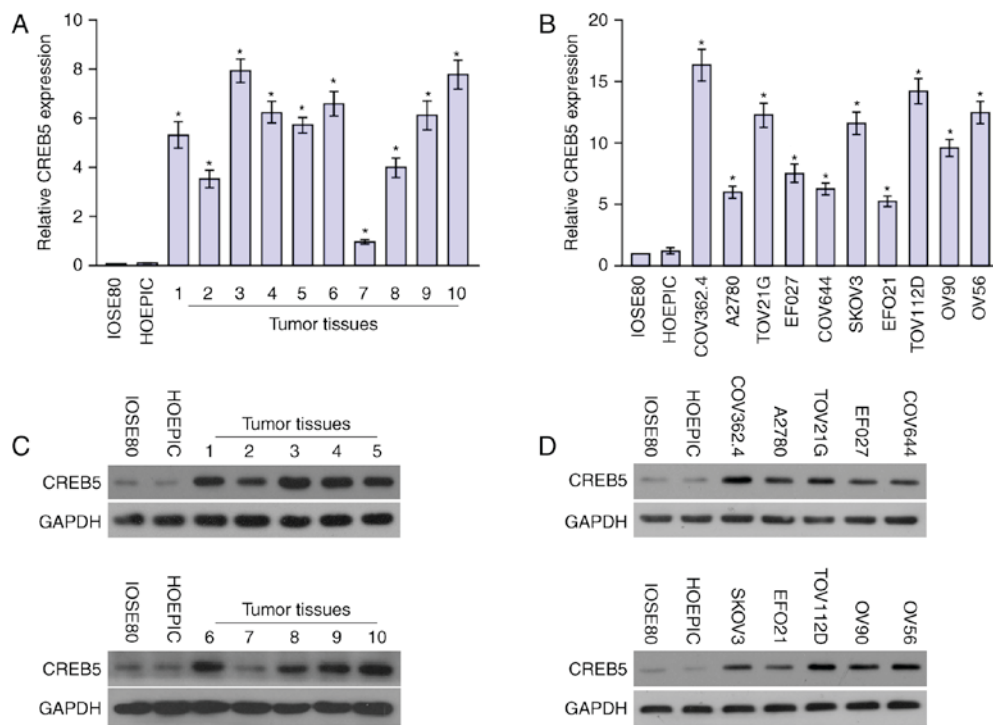 A
Relative CREB5 expression
10
8
6
4
2
0
* * * * * * * * * *
IOSE80
HOEPIC
1 2 3 4 5 6 7 8 9 10
Tumor tissues
B
Relative CREB5 expression
20
15
10
5
0
* * * * * * * * * *
IOSE80
HOEPIC
COV362.4
A2780
TOV21G
EF027
COV644
SKOV3
EFO21
TOV112D
OV90
OV56
C
IOSE80
HOEPIC
Tumor tissues
1 2 3 4 5
CREB5
GAPDH
IOSE80
HOEPIC
Tumor tissues
6 7 8 9 10
CREB5
GAPDH
D
IOSE80
HOEPIC
COV362.4
A2780
TOV21G
EF027
COV644
CREB5
GAPDH
IOSE80
HOEPIC
SKOV3
EFO21
TOV112D
OV90
OV56
CREB5
GAPDH